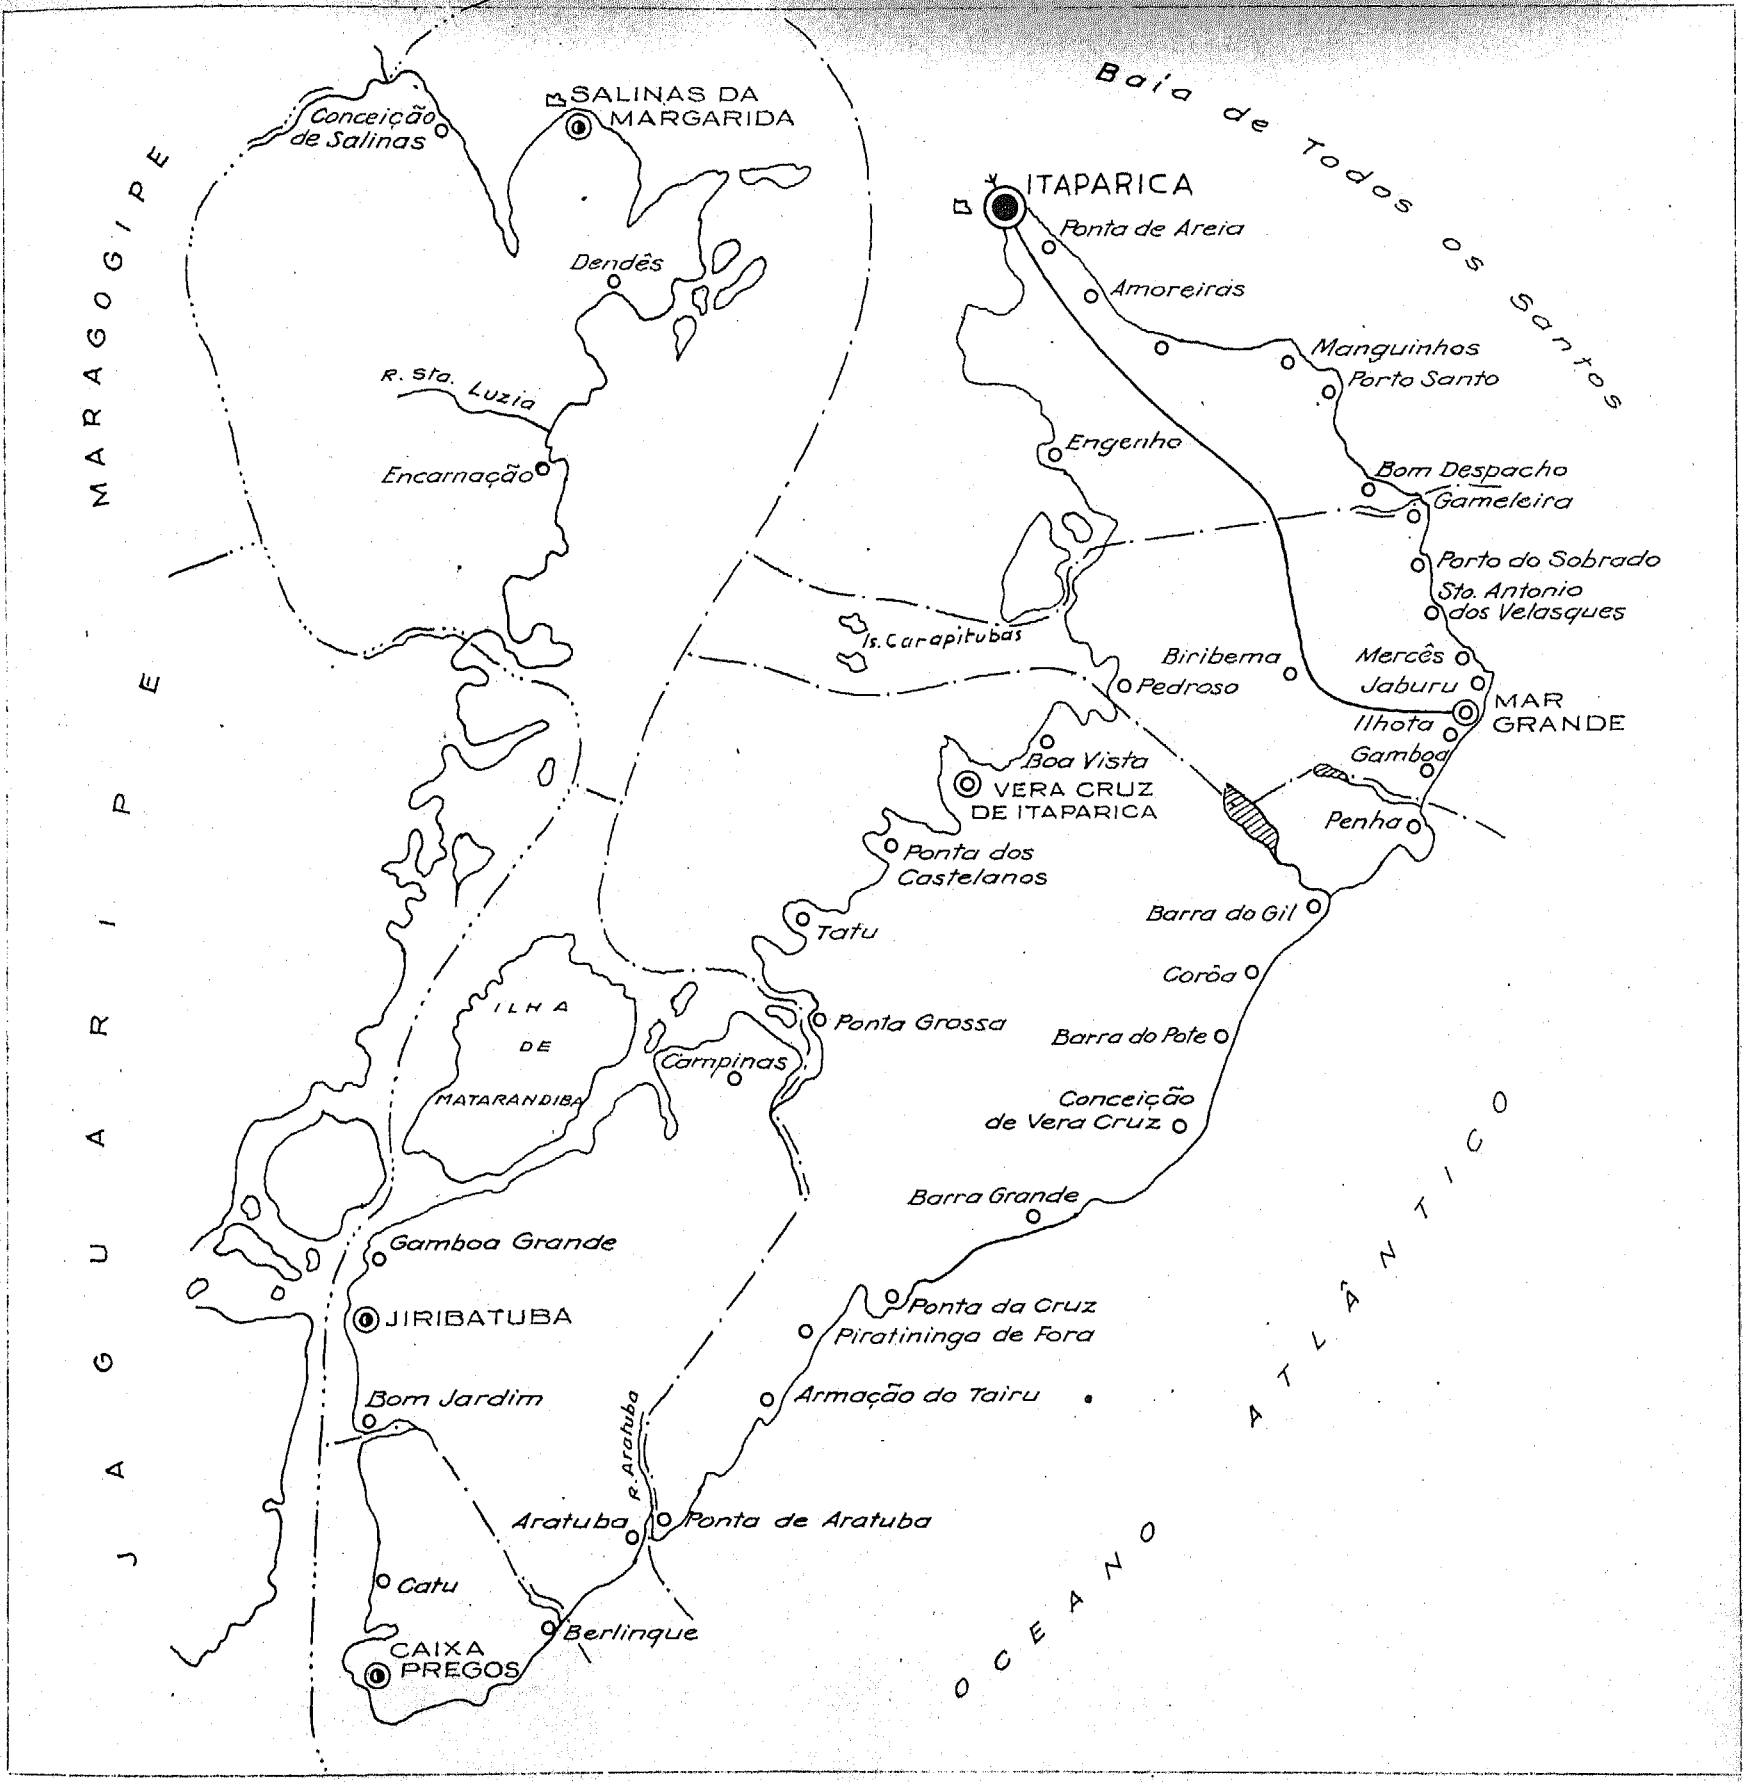 Baía de Todos os Santos
SALINAS DA
MARGARIDA
Conceição
de Salinas
MARAGOGIPE
ITAPARICA
Ponta de Areia
Dendês
Amoreiras
Manguinhos
Porto Santo
R. Sta. Luzia
Engenho
Encarnação
Bom Despacho
Gameleira
Porto do Sobrado
Sto. Antonio
dos Velasques
Is. Carapitubas
Biribema
Mercês
Pedroso
Jaburu
MAR
GRANDE
Ilhota
Gamboa
Boa Vista
VERA CRUZ
DE ITAPARICA
Penha
Ponta dos
Castelanos
Barra do Gil
Tatu
Corôa
ILHA
DE
MATARANDIBA
Ponta Grossa
Barra do Pote
Campinas
Conceição
de Vera Cruz
Barra Grande
JAGUARIPE
Gamboa Grande
Ponta da Cruz
JIRIBATUBA
Piratininga de Fora
Bom Jardim
Armação do Tairu
R. Aratuba
Aratuba
Ponta de Aratuba
Catu
Berlinque
CAIXA
PREGOS
OCEANO ATLÂNTICO